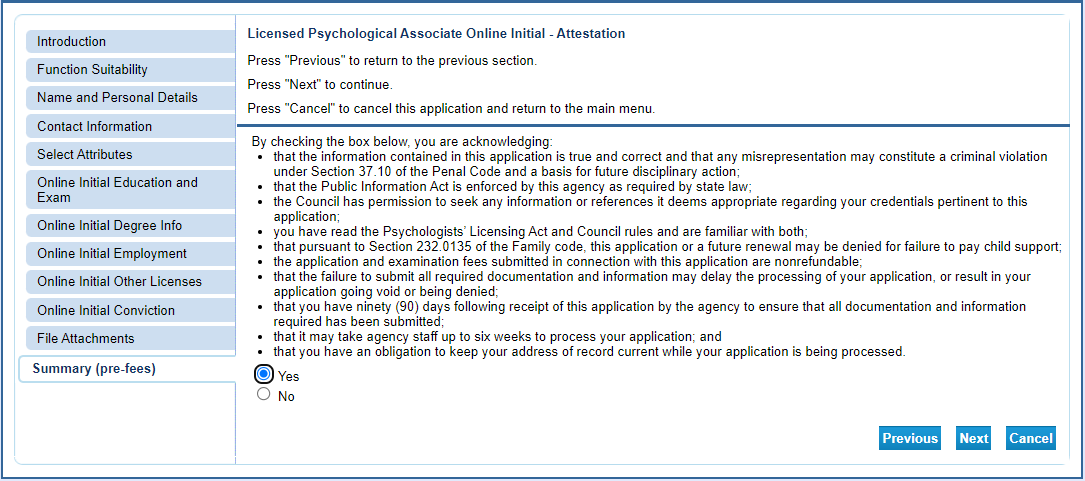 Introduction
Function Suitability
Name and Personal Details
Contact Information
Select Attributes
Online Initial Education and
Exam
Online Initial Degree Info
Online Initial Employment
Online Initial Other Licenses
Online Initial Conviction
File Attachments
Summary (pre-fees)
Licensed Psychological Associate Online Initial - Attestation
Press "Previous" to return to the previous section.
Press "Next" to continue.
Press "Cancel" to cancel this application and return to the main menu.
By checking the box below, you are acknowledging:
• that the information contained in this application is true and correct and that any misrepresentation may constitute a criminal violation
under Section 37.10 of the Penal Code and a basis for future disciplinary action;
• that the Public Information Act is enforced by this agency as required by state law;
• the Council has permission to seek any information or references it deems appropriate regarding your credentials pertinent to this
application;
• you have read the Psychologists' Licensing Act and Council rules and are familiar with both;
• that pursuant to Section 232.0135 of the Family code, this application or a future renewal may be denied for failure to pay child support;
• the application and examination fees submitted in connection with this application are nonrefundable;
• that the failure to submit all required documentation and information may delay the processing of your application, or result in your
application going void or being denied;
• that you have ninety (90) days following receipt of this application by the agency to ensure that all documentation and information
required has been submitted;
• that it may take agency staff up to six weeks to process your application; and
• that you have an obligation to keep your address of record current while your application is being processed.
Yes
No
Previous Next Cancel